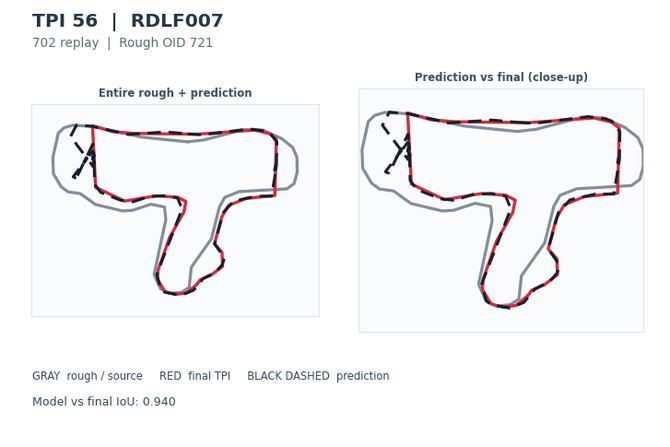 TPI 56 | RDLF007
702 replay | Rough OID 721
Entire rough + prediction
Prediction vs final (close-up)
GRAY rough / source RED final TPI BLACK DASHED prediction
Model vs final IoU: 0.940